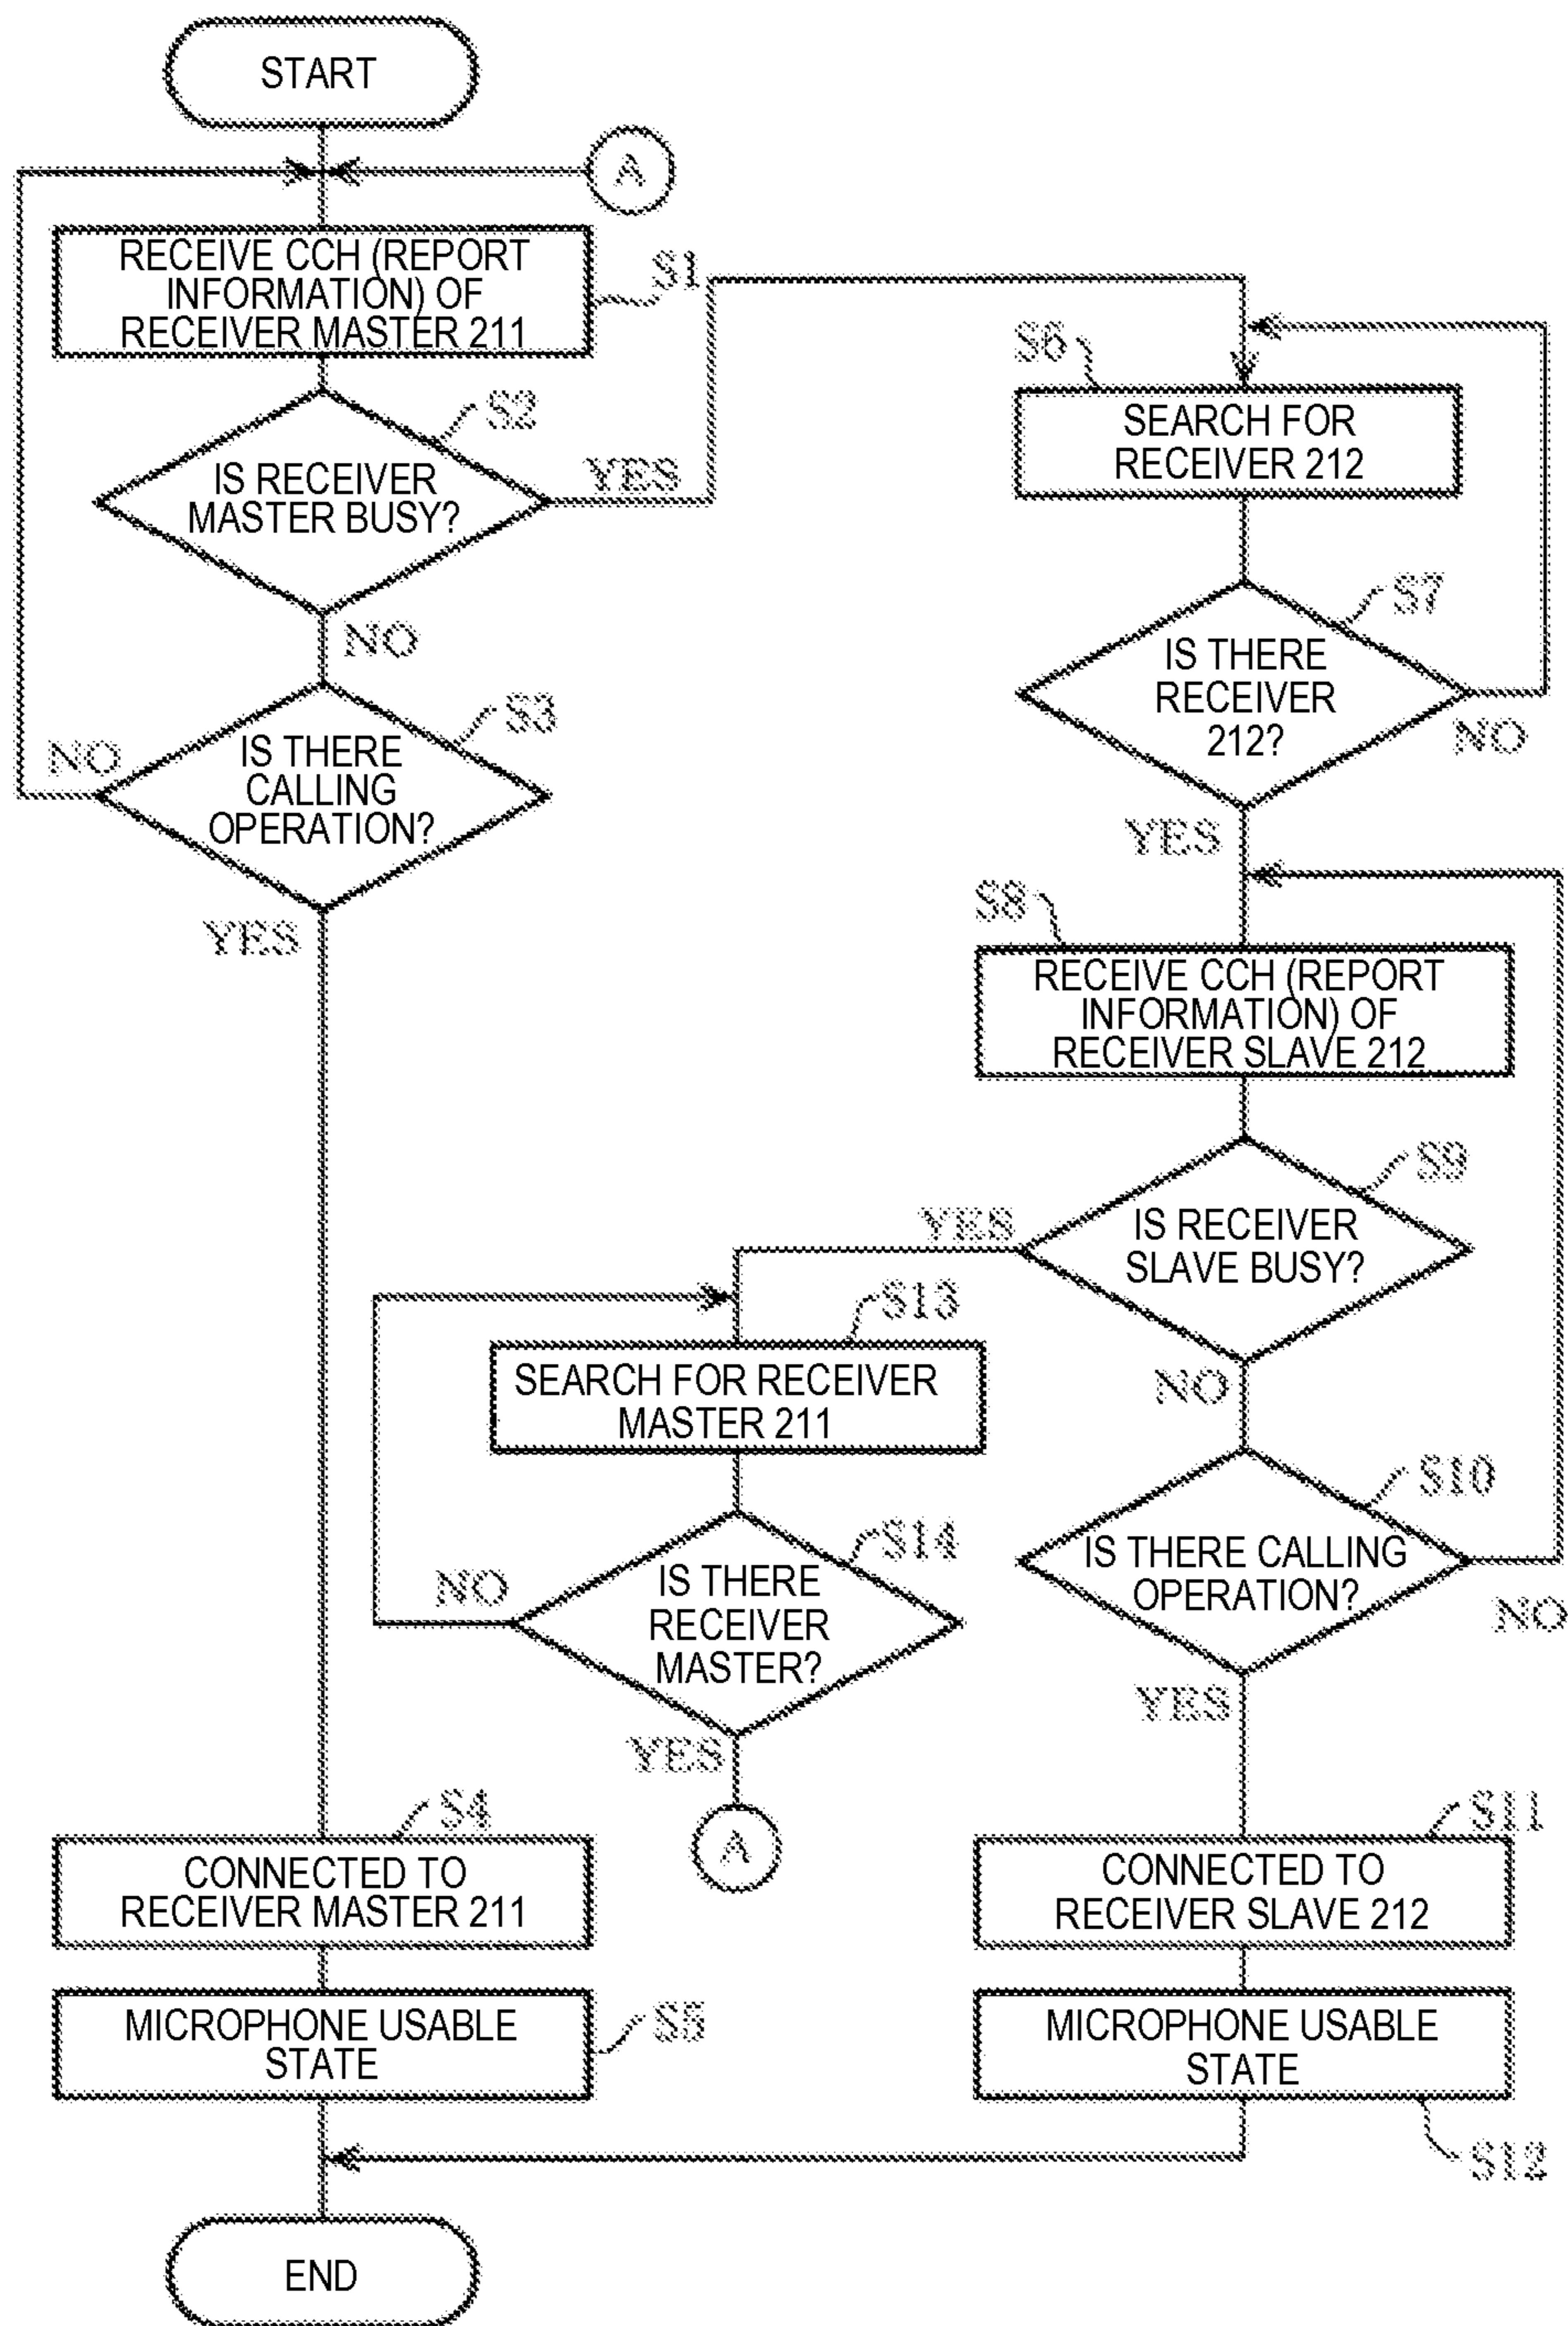 START
A
RECEIVE CCH (REPORT
INFORMATION) OF
RECEIVER MASTER 211
S1
S2
IS RECEIVER
MASTER BUSY?
YES
NO
S3
NO
IS THERE
CALLING
OPERATION?
YES
S6
SEARCH FOR
RECEIVER 212
S7
IS THERE
RECEIVER
212?
NO
YES
S8
RECEIVE CCH (REPORT
INFORMATION) OF
RECEIVER SLAVE 212
S9
YES
IS RECEIVER
SLAVE BUSY?
NO
S13
SEARCH FOR RECEIVER
MASTER 211
S14
NO
IS THERE
RECEIVER
MASTER?
YES
A
S10
IS THERE CALLING
OPERATION?
NO
YES
S4
CONNECTED TO
RECEIVER MASTER 211
MICROPHONE USABLE
STATE
S5
S11
CONNECTED TO
RECEIVER SLAVE 212
MICROPHONE USABLE
STATE
S12
END